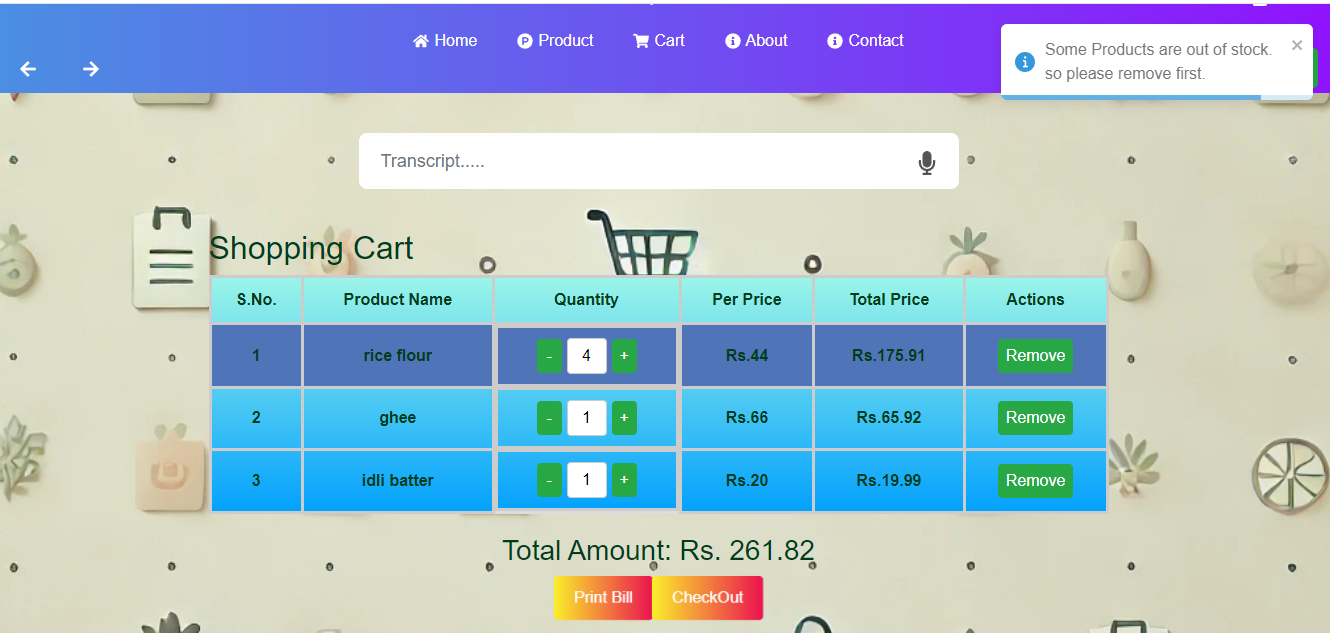 Home Product Cart About Contact
Some Products are out of stock.
so please remove first.
Transcript.....
Shopping Cart
S.No. Product Name Quantity Per Price Total Price Actions
1 rice flour - 4 + Rs.44 Rs.175.91 Remove
2 ghee - 1 + Rs.66 Rs.65.92 Remove
3 idli batter - 1 + Rs.20 Rs.19.99 Remove
Total Amount: Rs. 261.82
Print Bill CheckOut